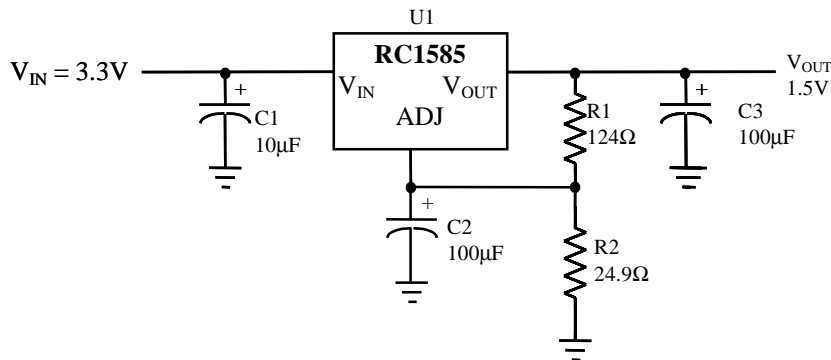 U1
RC1585
V_IN = 3.3V
V_IN
V_OUT
ADJ
V_OUT
1.5V
+
C1
10μF
R1
124Ω
+
C3
100μF
+
C2
100μF
R2
24.9Ω